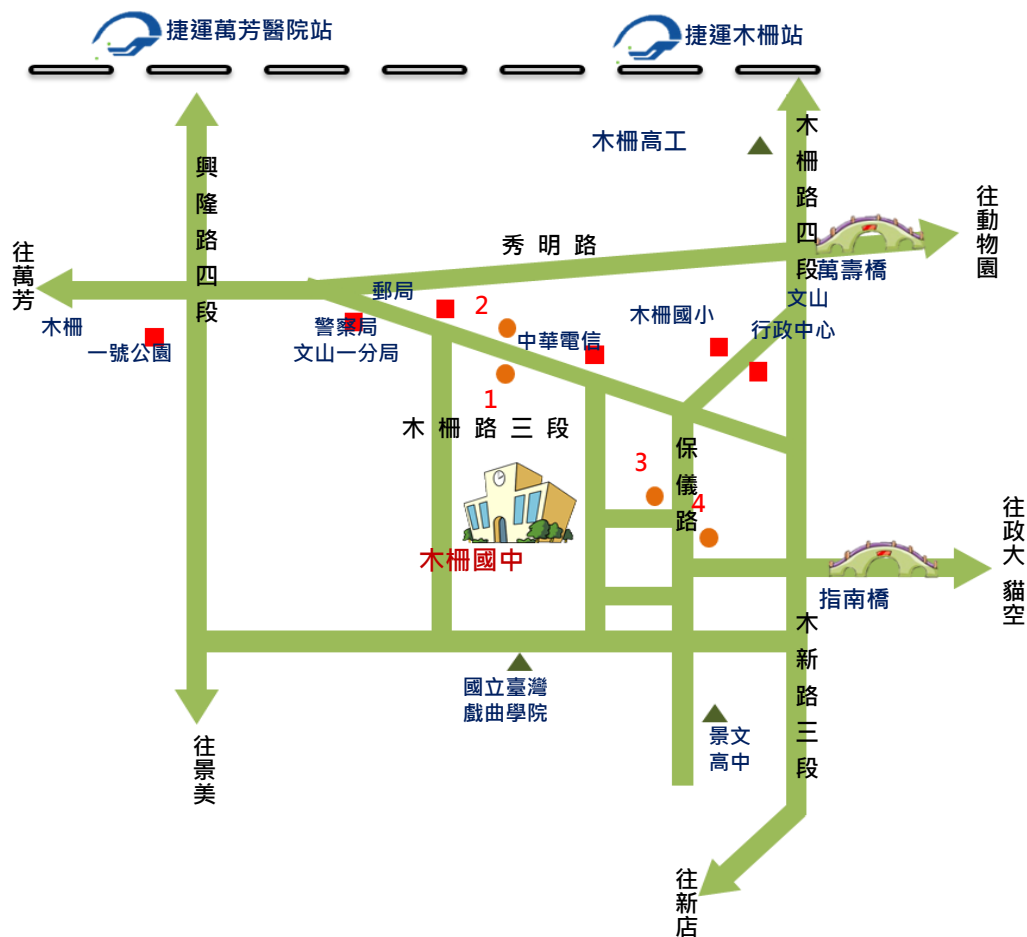 捷運萬芳醫院站
捷運木柵站
木柵高工
木柵路四段
興隆路四段
往動物園
秀明路
往萬芳
萬壽橋
郵局
2
文山
行政中心
木柵國小
木柵
一號公園
警察局
文山一分局
中華電信
1
木柵路三段
保儀路
3
4
往政大 貓空
木柵國中
指南橋
木新路三段
國立臺灣
戲曲學院
景文
高中
往景美
往新店